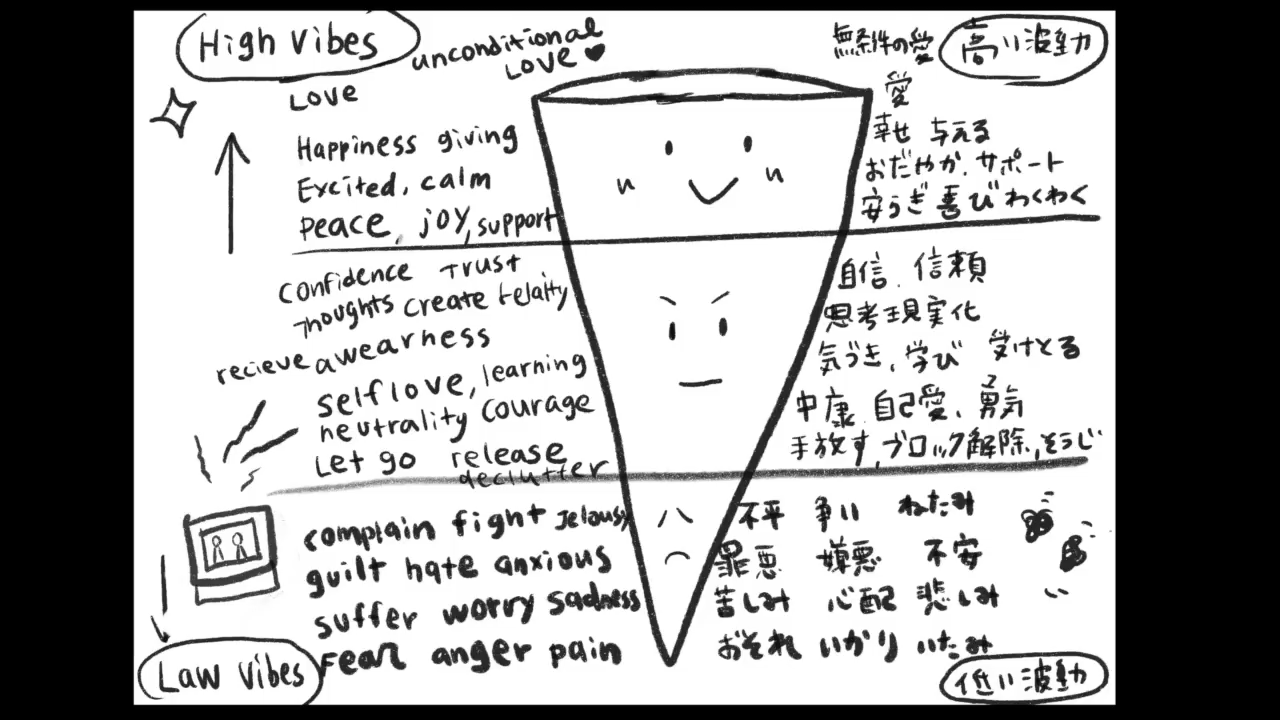 High Vibes
unconditional
LOVE ♥
LOVE
Happiness giving
Excited, calm
Peace, joy, support
confidence trust
Thoughts create relaity
recieve awearness
self love, learning
neutrality courage
Let go release
declutter
complain fight Jelousy
guilt hate anxious
suffer worry sadness
Fear anger pain
Law Vibes
無条件の愛
高い波動
愛
幸せ 与える
おだやか、サポート
安らぎ 喜び わくわく
自信、信頼
思考現実化
気づき、学び 受けとる
中庸、自己愛、勇気
手放す、ブロック解除、そうじ
不平 争い ねたみ
罪悪 嫌悪 不安
苦しみ 心配 悲しみ
おそれ いかり いたみ
低い波動